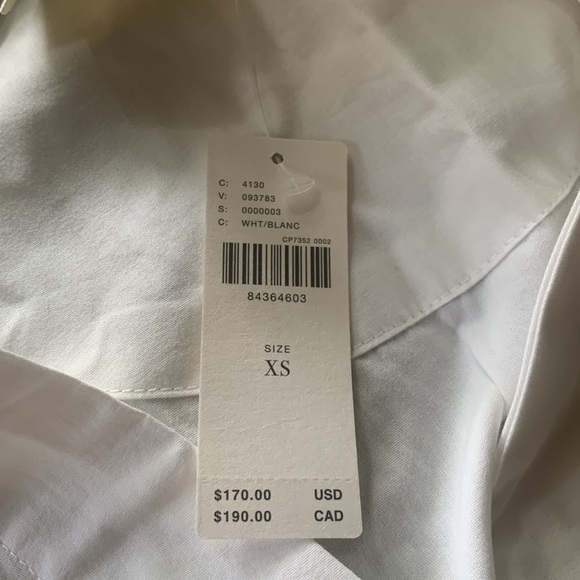 C: 4130
V: 093783
S: 0000003
C: WHT/BLANC
CP7352 0002
84364603
SIZE
XS
$170.00 USD
$190.00 CAD